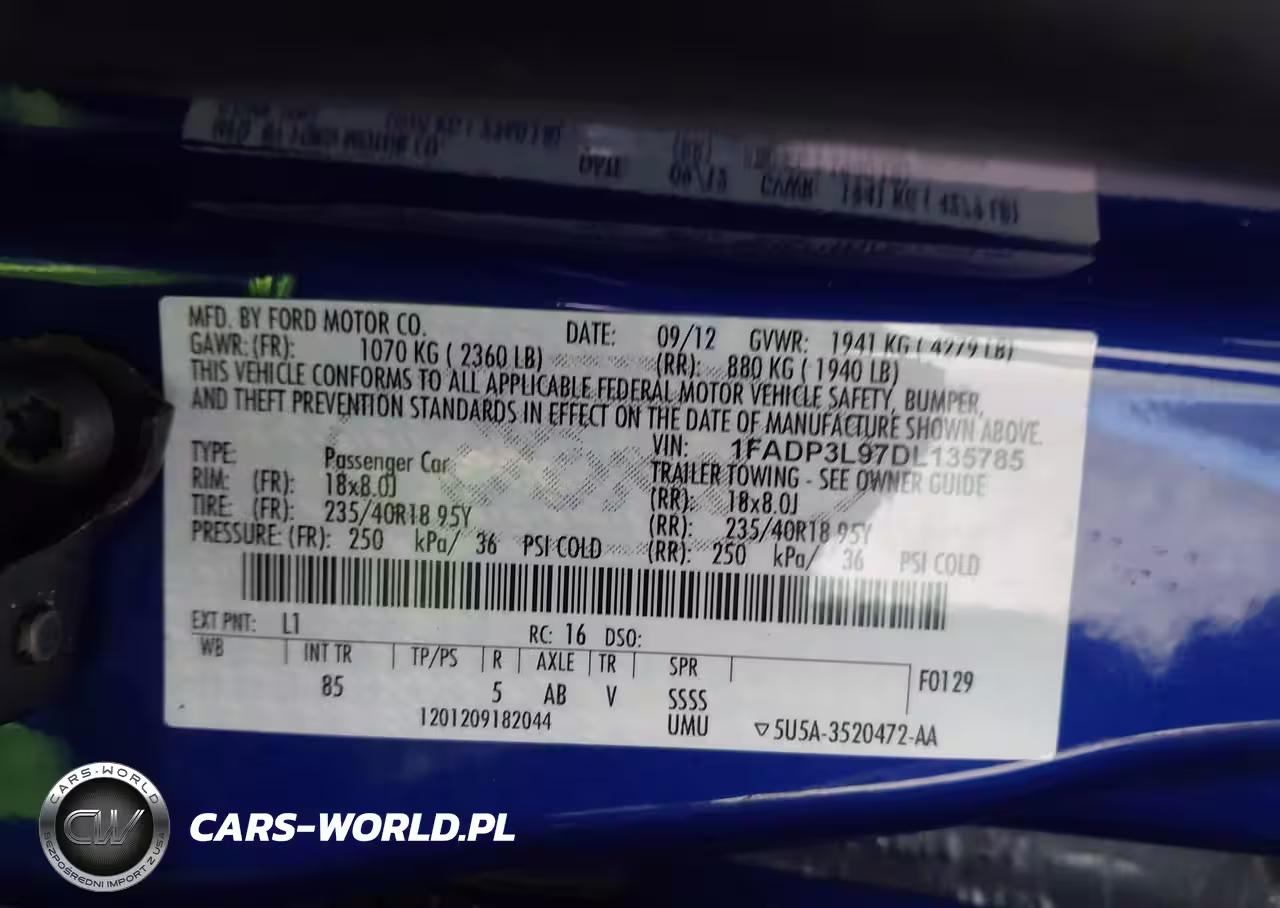 MFD. BY FORD MOTOR CO. DATE: 09/12 GVWR: 1941 KG ( 4279 LB)
GAWR: (FR): 1070 KG ( 2360 LB) (RR): 880 KG ( 1940 LB)
THIS VEHICLE CONFORMS TO ALL APPLICABLE FEDERAL MOTOR VEHICLE SAFETY, BUMPER,
AND THEFT PREVENTION STANDARDS IN EFFECT ON THE DATE OF MANUFACTURE SHOWN ABOVE.
VIN: 1FADP3L97DL135785
TYPE: Passenger Car TRAILER TOWING - SEE OWNER GUIDE
RIM: (FR): 18x8.0J (RR): 18x8.0J
TIRE: (FR): 235/40R18 95Y (RR): 235/40R18 95Y
PRESSURE: (FR): 250 kPa/ 36 PSI COLD (RR): 250 kPa/ 36 PSI COLD
EXT PNT: L1 RC: 16 DSO:
WB INT TR TP/PS R AXLE TR SPR F0129
85 5 AB V SSSS
1201209182044 UMU ▽5U5A-3520472-AA
CARS-WORLD
CW
BEZPOŚREDNI IMPORT Z USA
CARS-WORLD.PL